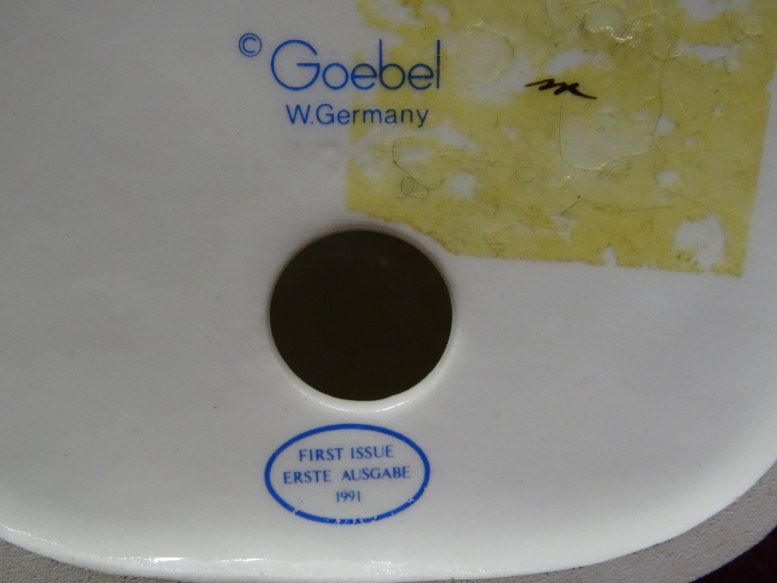 © Goebel
W.Germany
m
FIRST ISSUE
ERSTE AUSGABE
1991